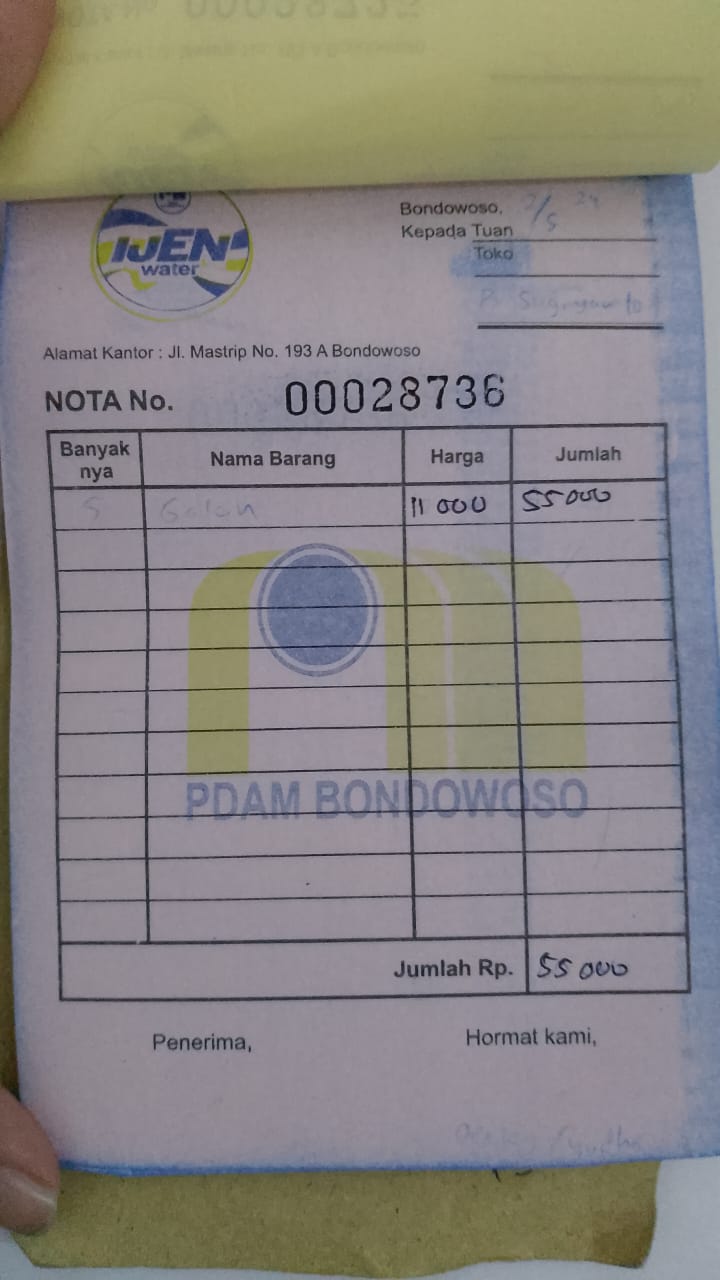 IJEN
water
Bondowoso, 2/5 24
Kepada Tuan
Toko
P. Sugiyanto
Alamat Kantor : Jl. Mastrip No. 193 A Bondowoso
NOTA No. 00028736
Banyak nya Nama Barang Harga Jumlah
5 Galon 11 000 55 000
PDAM BONDOWOSO
Jumlah Rp. 55 000
Penerima, Hormat kami,